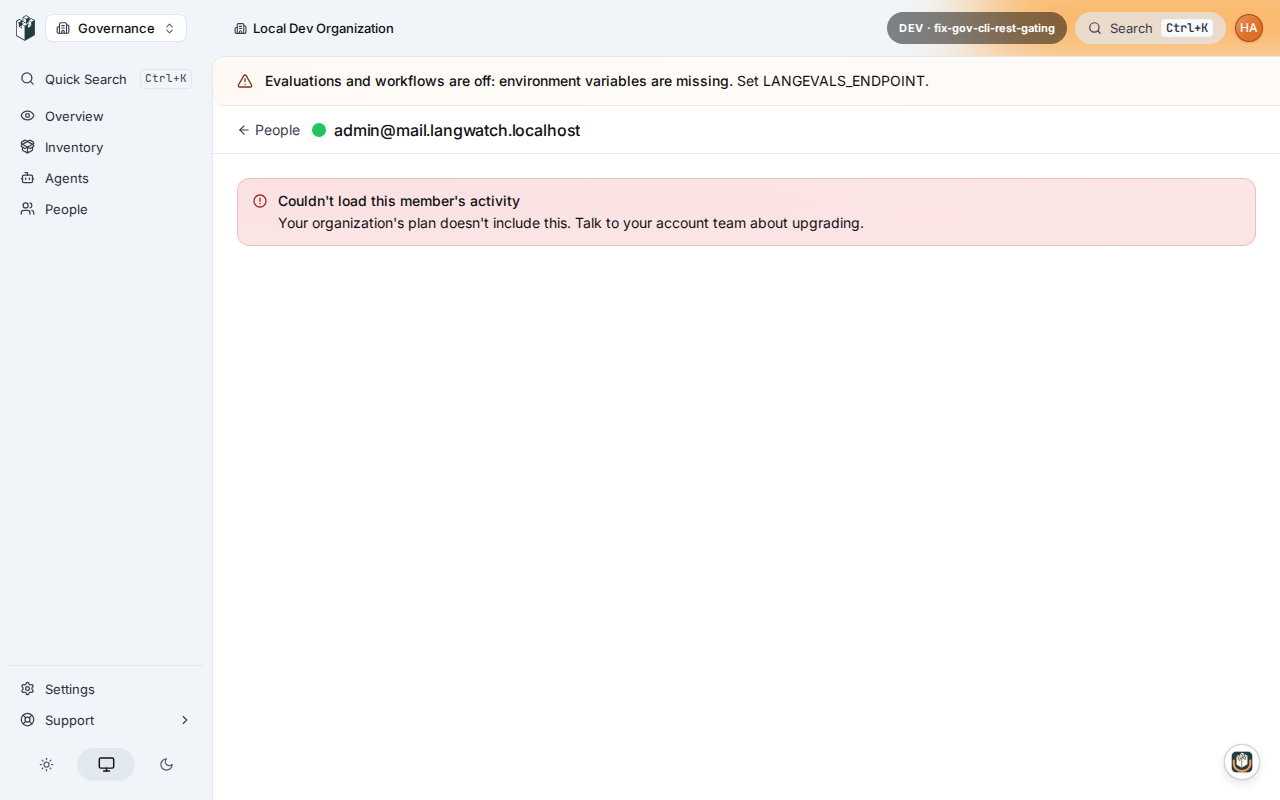 Governance
Local Dev Organization
DEV · fix-gov-cli-rest-gating
Search Ctrl+K
HA
Quick Search Ctrl+K
Overview
Inventory
Agents
People
Evaluations and workflows are off: environment variables are missing. Set LANGEVALS_ENDPOINT.
People admin@mail.langwatch.localhost
Couldn't load this member's activity
Your organization's plan doesn't include this. Talk to your account team about upgrading.
Settings
Support